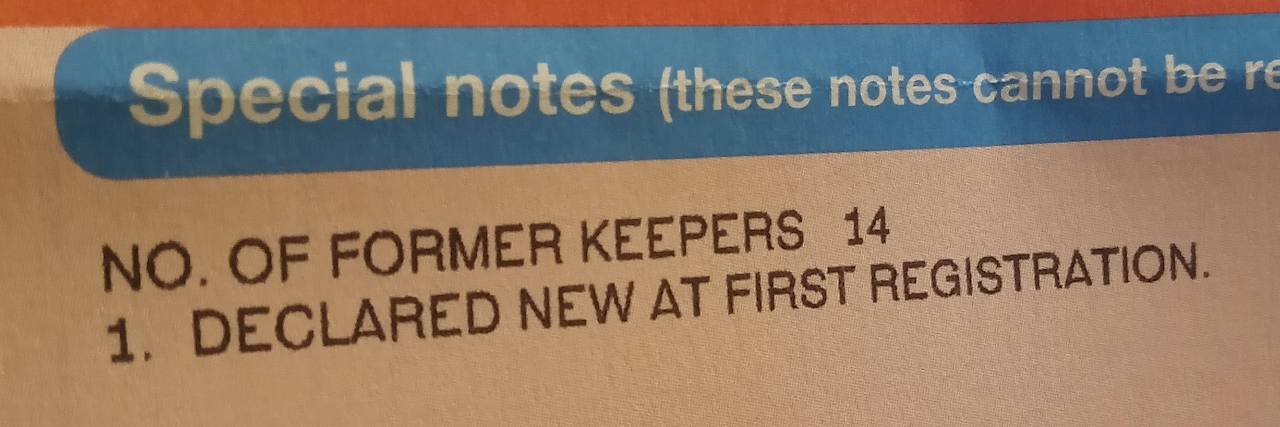 Special notes (these notes cannot be
NO. OF FORMER KEEPERS 14
1. DECLARED NEW AT FIRST REGISTRATION.